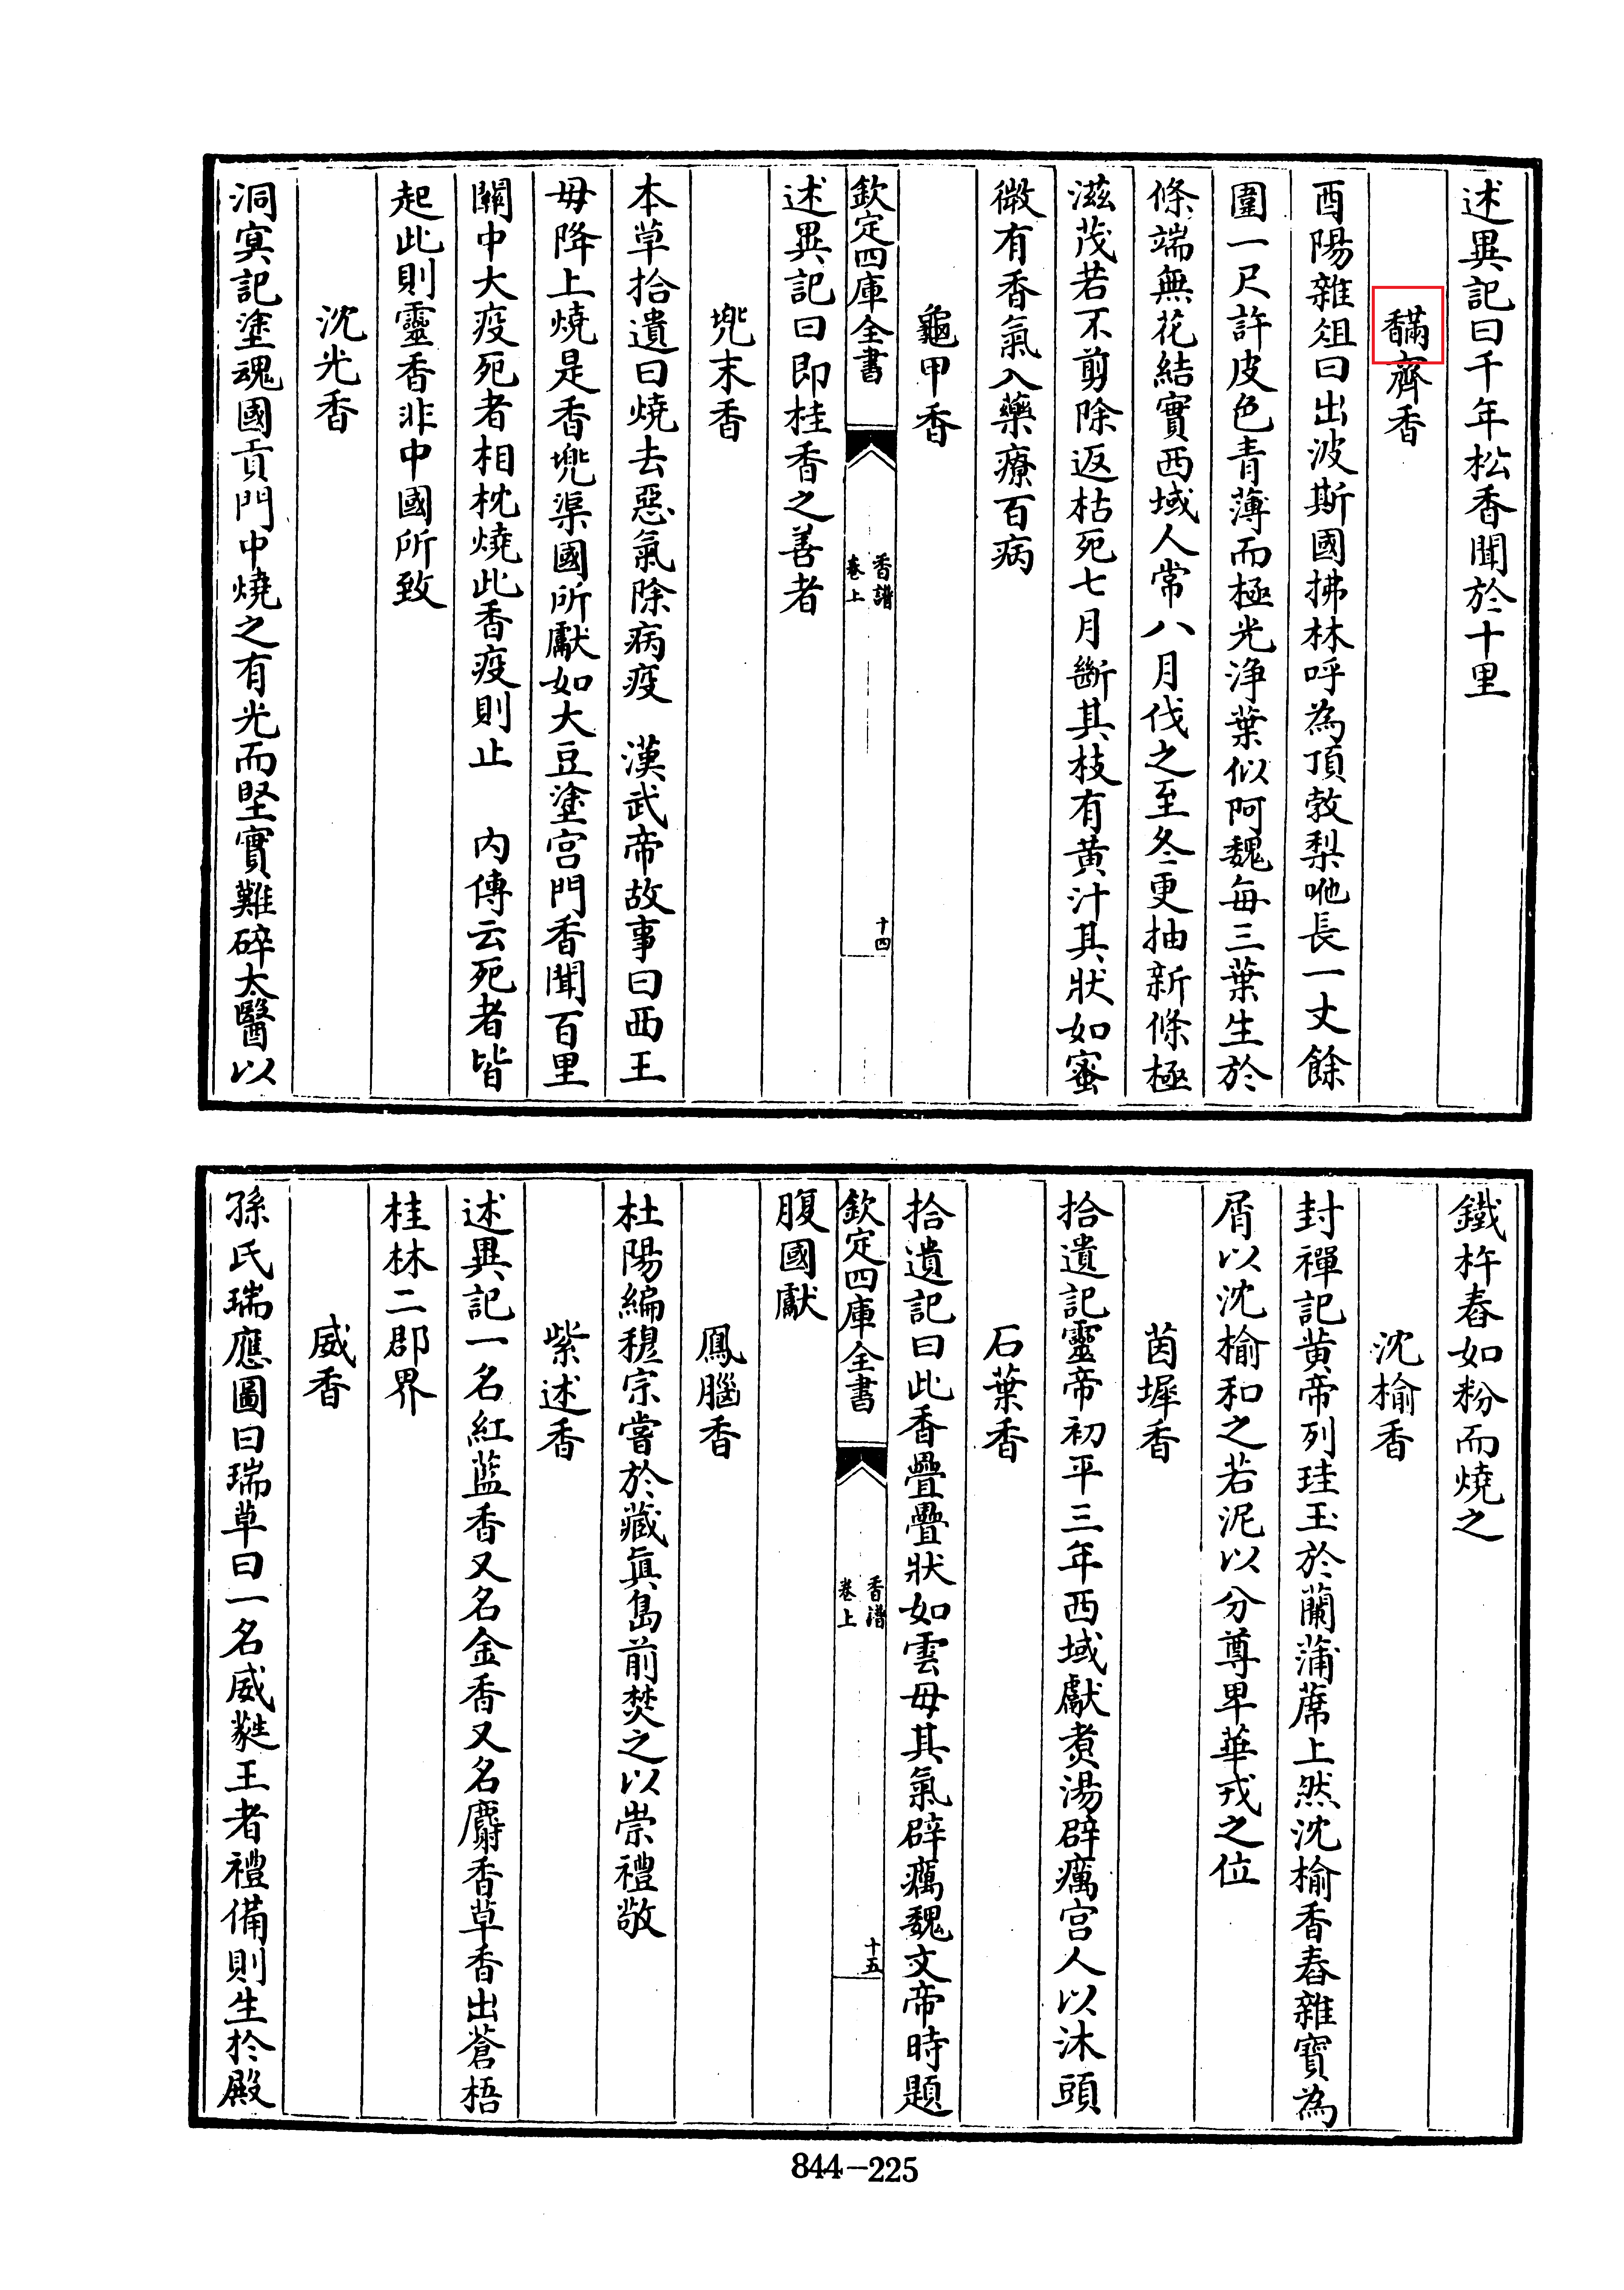 述異記曰千年松香聞於十里
齊香
酉陽雜俎曰出波斯國拂林呼為頂㪍梨咃長一丈餘
圍一尺許皮色青薄而極光淨葉似阿魏每三葉生於
條端無花結實西域人常八月伐之至冬更抽新條極
滋茂若不剪除返枯死七月斷其枝有黄汁其狀如蜜
微有香氣入藥療百病
龜甲香
欽定四庫全書
香譜
卷上
十四
述異記曰即桂香之善者
兠末香
本草拾遺曰燒去惡氣除病疫　漢武帝故事曰西王
母降上燒是香兠渠國所獻如大豆塗宫門香聞百里
關中大疫死者相枕燒此香疫則止　内傳云死者皆
起此則靈香非中國所致
沈光香
洞㝠記塗魂國貢門中燒之有光而堅實難碎太醫以
鐵杵舂如粉而燒之
沈榆香
封禪記黄帝列珪玉於蘭蒲蓆上然沈榆香舂雜寳為
屑以沈榆和之若泥以分尊卑華戎之位
茵墀香
拾遺記靈帝初平三年西域獻煑湯辟癘宫人以沐頭
石葉香
拾遺記曰此香疊疊狀如雲母其氣辟癘魏文帝時題
欽定四庫全書
香譜
卷上
十五
腹國獻
鳳腦香
杜陽編穆宗嘗於藏真島前焚之以崇禮敬
紫述香
述異記一名紅藍香又名金香又名麝香草香出蒼梧
桂林二郡界
威香
孫氏瑞應圖曰瑞草曰一名威蕤王者禮備則生於殿
844-225